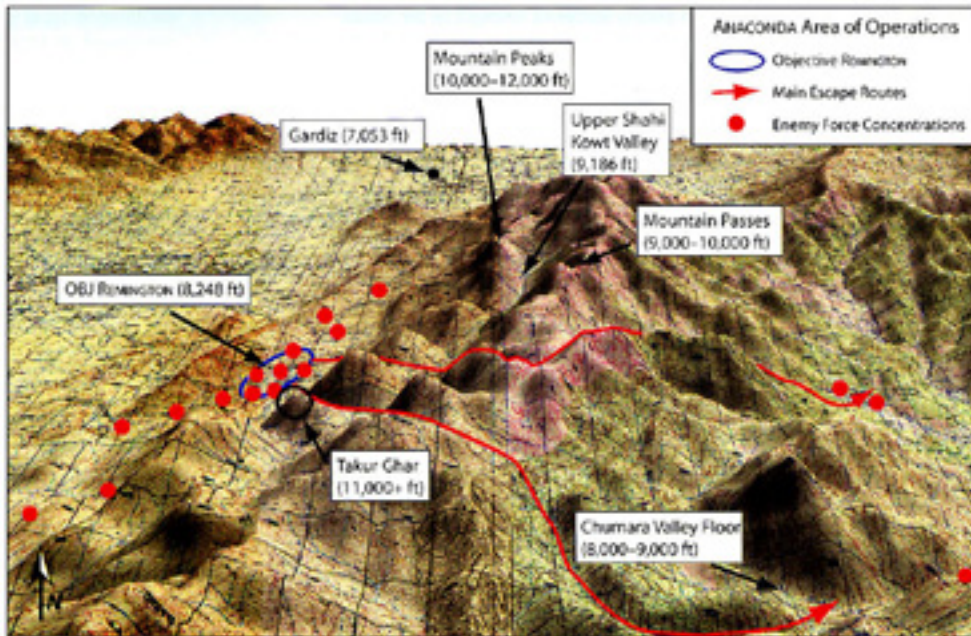 ANACONDA Area of Operations
OBJECTIVE REMINGTON
Main Escape Routes
Enemy Force Concentrations
Mountain Peaks
(10,000–12,000 ft)
Gardiz (7,053 ft)
Upper Shahi
Kowt Valley
(9,186 ft)
Mountain Passes
(9,000–10,000 ft)
OBJ REMINGTON (8,248 ft)
Takur Ghar
(11,000+ ft)
Chumara Valley Floor
(8,000–9,000 ft)
N